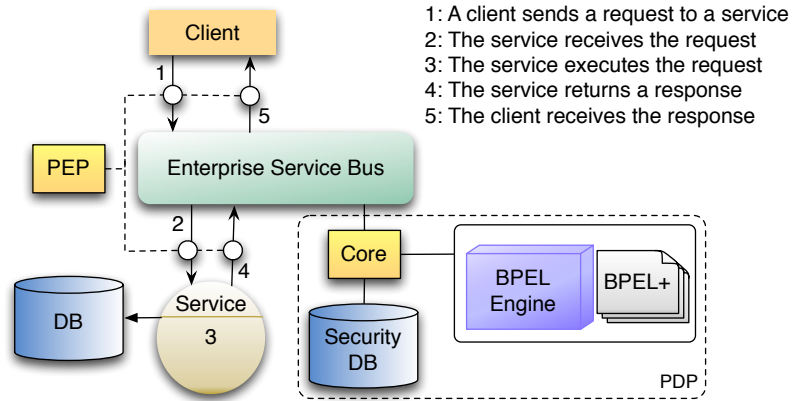 Client
1: A client sends a request to a service
2: The service receives the request
3: The service executes the request
4: The service returns a response
5: The client receives the response
1
5
PEP
Enterprise Service Bus
2
4
Core
BPEL
Engine
BPEL+
DB
Service
3
Security
DB
PDP